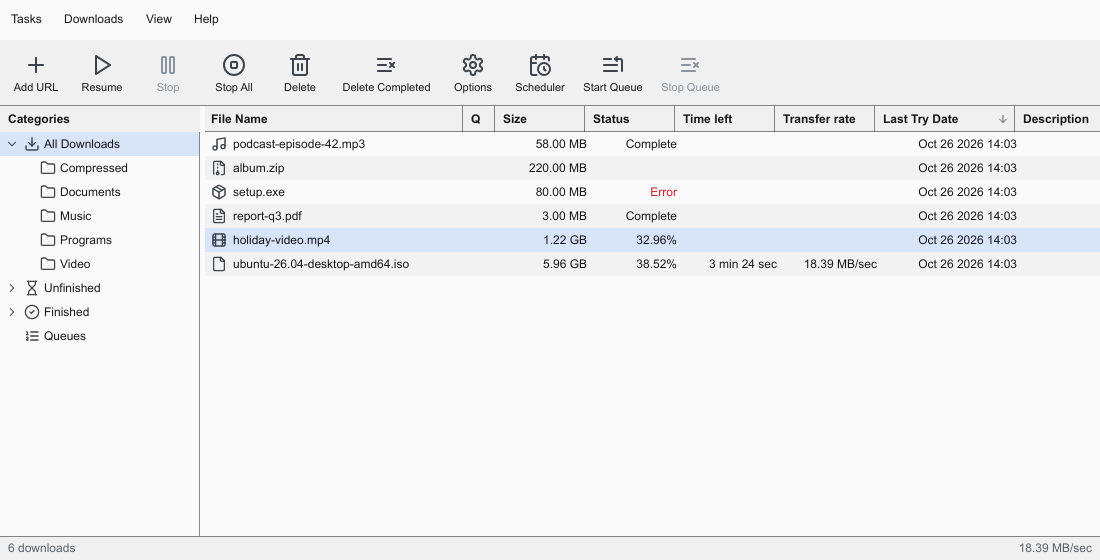 Tasks Downloads View Help
Add URL Resume Stop Stop All Delete Delete Completed Options Scheduler Start Queue Stop Queue
Categories File Name Q Size Status Time left Transfer rate Last Try Date Description
All Downloads podcast-episode-42.mp3 58.00 MB Complete Oct 26 2026 14:03
Compressed album.zip 220.00 MB Oct 26 2026 14:03
Documents setup.exe 80.00 MB Error Oct 26 2026 14:03
Music report-q3.pdf 3.00 MB Complete Oct 26 2026 14:03
Programs holiday-video.mp4 1.22 GB 32.96% Oct 26 2026 14:03
Video ubuntu-26.04-desktop-amd64.iso 5.96 GB 38.52% 3 min 24 sec 18.39 MB/sec Oct 26 2026 14:03
Unfinished
Finished
Queues
6 downloads 18.39 MB/sec